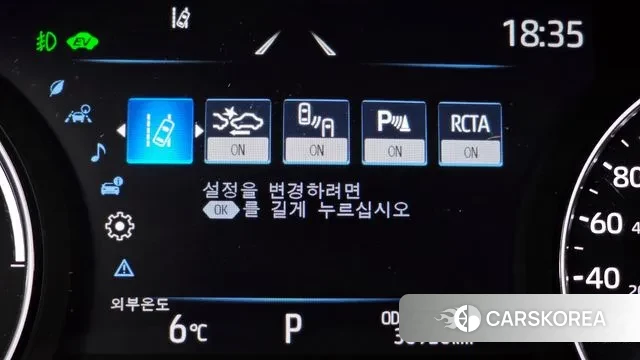 EV
18:35
P
RCTA
ON
ON
ON
ON
설정을 변경하려면
OK 를 길게 누르십시오
80
60
40
외부온도
6°C
P
CARSKOREA